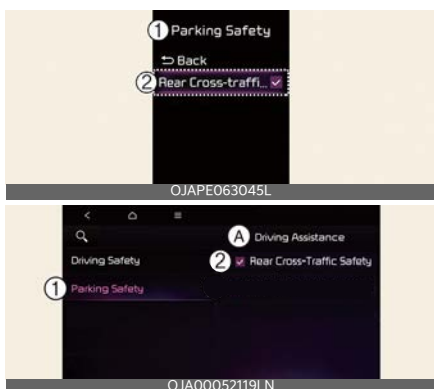 1 Parking Safety
Back
2 Rear Cross-traffi...
OJAPE063045L
A Driving Assistance
Driving Safety
2 Rear Cross-Traffic Safety
1 Parking Safety
OJA00052119LN